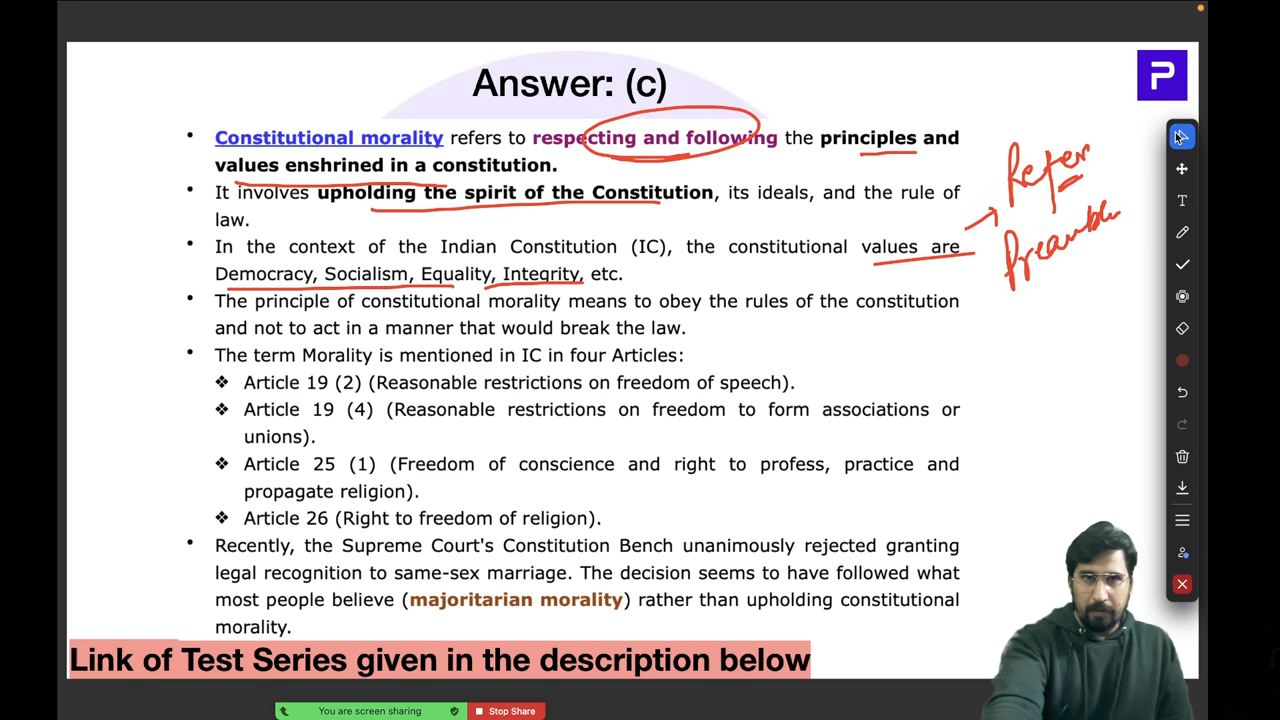 Answer: (c)
P
• Constitutional morality refers to respecting and following the principles and
values enshrined in a constitution.
• It involves upholding the spirit of the Constitution, its ideals, and the rule of
law.
• In the context of the Indian Constitution (IC), the constitutional values are
Democracy, Socialism, Equality, Integrity, etc.
Refer
Preamble
• The principle of constitutional morality means to obey the rules of the constitution
and not to act in a manner that would break the law.
• The term Morality is mentioned in IC in four Articles:
❖ Article 19 (2) (Reasonable restrictions on freedom of speech).
❖ Article 19 (4) (Reasonable restrictions on freedom to form associations or
unions).
❖ Article 25 (1) (Freedom of conscience and right to profess, practice and
propagate religion).
❖ Article 26 (Right to freedom of religion).
• Recently, the Supreme Court's Constitution Bench unanimously rejected granting
legal recognition to same-sex marriage. The decision seems to have followed what
most people believe (majoritarian morality) rather than upholding constitutional
morality.
Link of Test Series given in the description below
You are screen sharing Stop Share